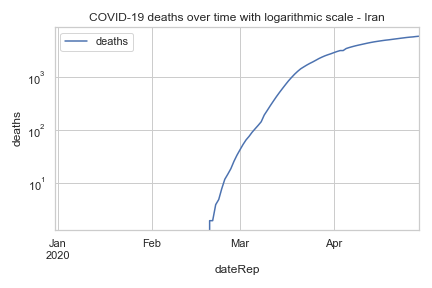 COVID-19 deaths over time with logarithmic scale - Iran
deaths
deaths
10³
10²
10¹
Jan
2020
Feb
Mar
Apr
dateRep